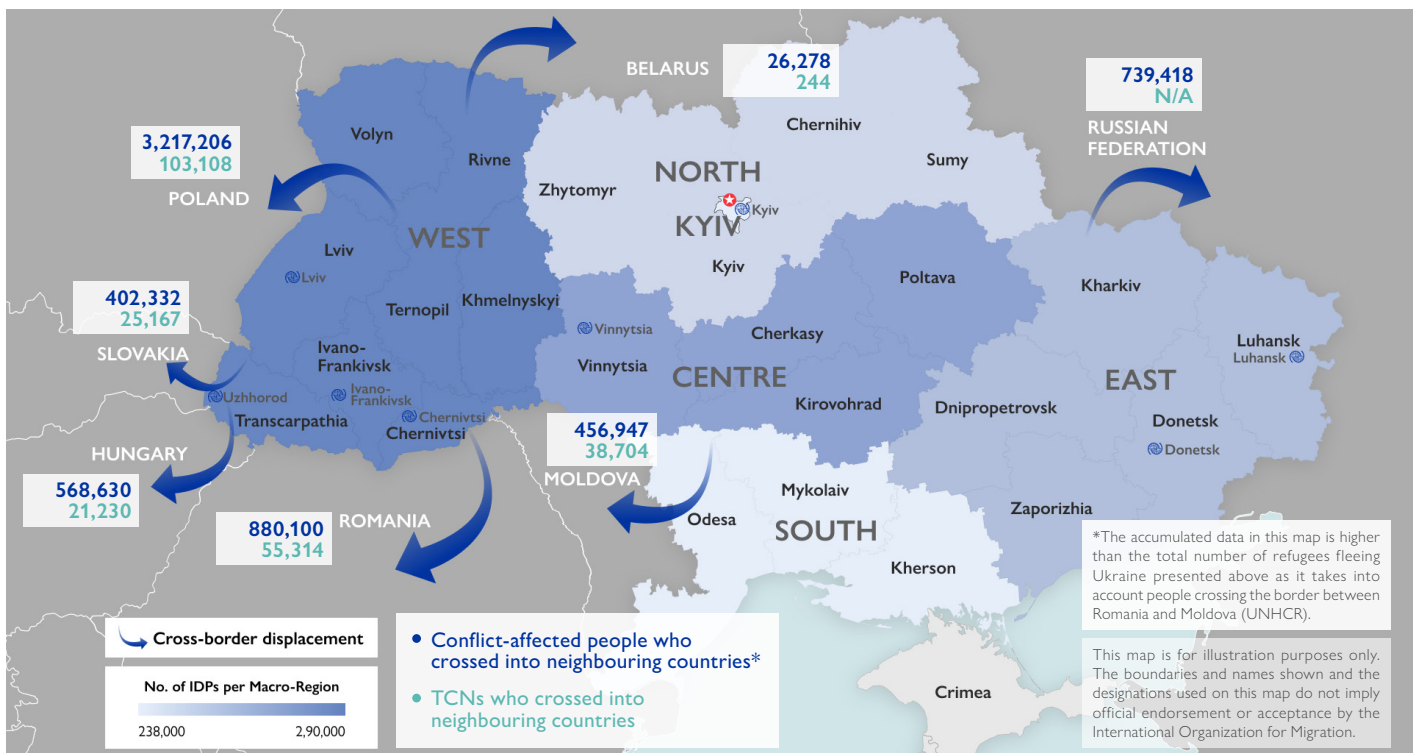 BELARUS
26,278
244
739,418
N/A
RUSSIAN
FEDERATION
3,217,206
103,108
POLAND
Volyn
Rivne
Zhytomyr
NORTH
Chernihiv
Sumy
KYIV
Kyiv
Kyiv
WEST
Lviv
Lviv
Ternopil
Khmelnyskyi
Poltava
Kharkiv
402,332
25,167
SLOVAKIA
Ivano-
Frankivsk
Vinnytsia
Vinnytsia
Cherkasy
CENTRE
Kirovohrad
EAST
Luhansk
Luhansk
Dnipropetrovsk
Donetsk
Donetsk
Uzhhorod
Ivano-
Frankivsk
Transcarpathia
Chernivtsi
Chernivtsi
HUNGARY
568,630
21,230
456,947
38,704
MOLDOVA
880,100
55,314
ROMANIA
Odesa
Mykolaiv
SOUTH
Kherson
Zaporizhia
Crimea
*The accumulated data in this map is higher
than the total number of refugees fleeing
Ukraine presented above as it takes into
account people crossing the border between
Romania and Moldova (UNHCR).
Cross-border displacement
No. of IDPs per Macro-Region
238,000 2,90,000
• Conflict-affected people who
crossed into neighbouring countries*
• TCNs who crossed into
neighbouring countries
This map is for illustration purposes only.
The boundaries and names shown and the
designations used on this map do not imply
official endorsement or acceptance by the
International Organization for Migration.